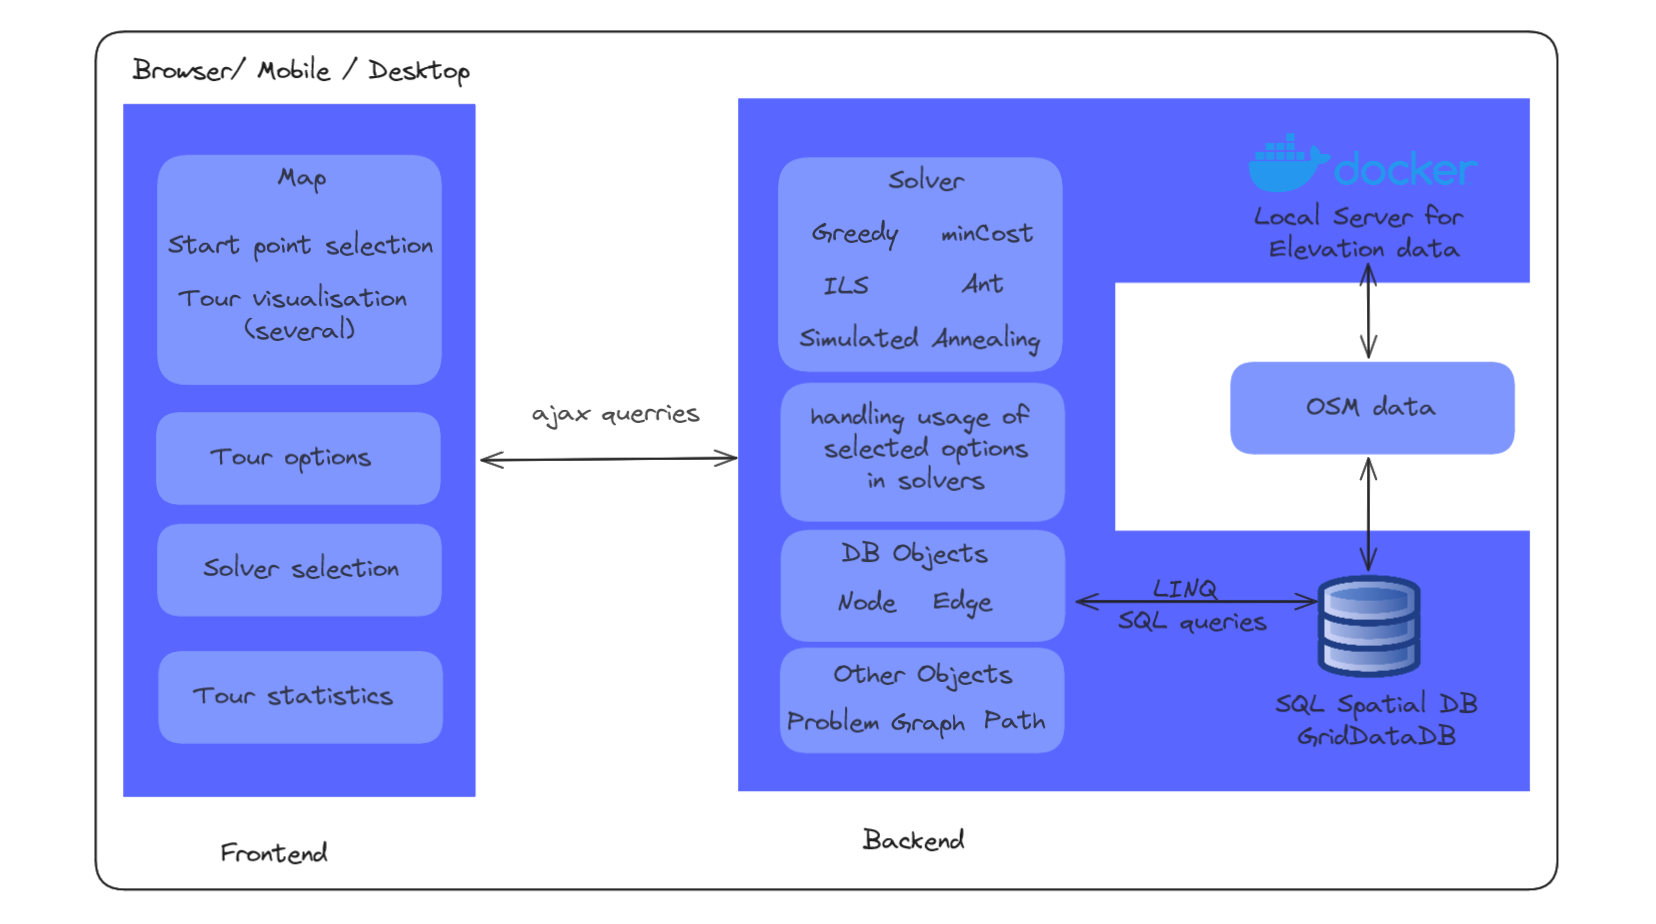 Browser/ Mobile / Desktop
Map
Start point selection
Tour visualisation
(several)
Tour options
Solver selection
Tour statistics
Frontend
ajax querries
Solver
Greedy minCost
ILS Ant
Simulated Annealing
handling usage of
selected options
in solvers
DB Objects
Node Edge
Other Objects
Problem Graph Path
Backend
docker
Local Server for
Elevation data
OSM data
LINQ
SQL queries
SQL Spatial DB
GridDataDB